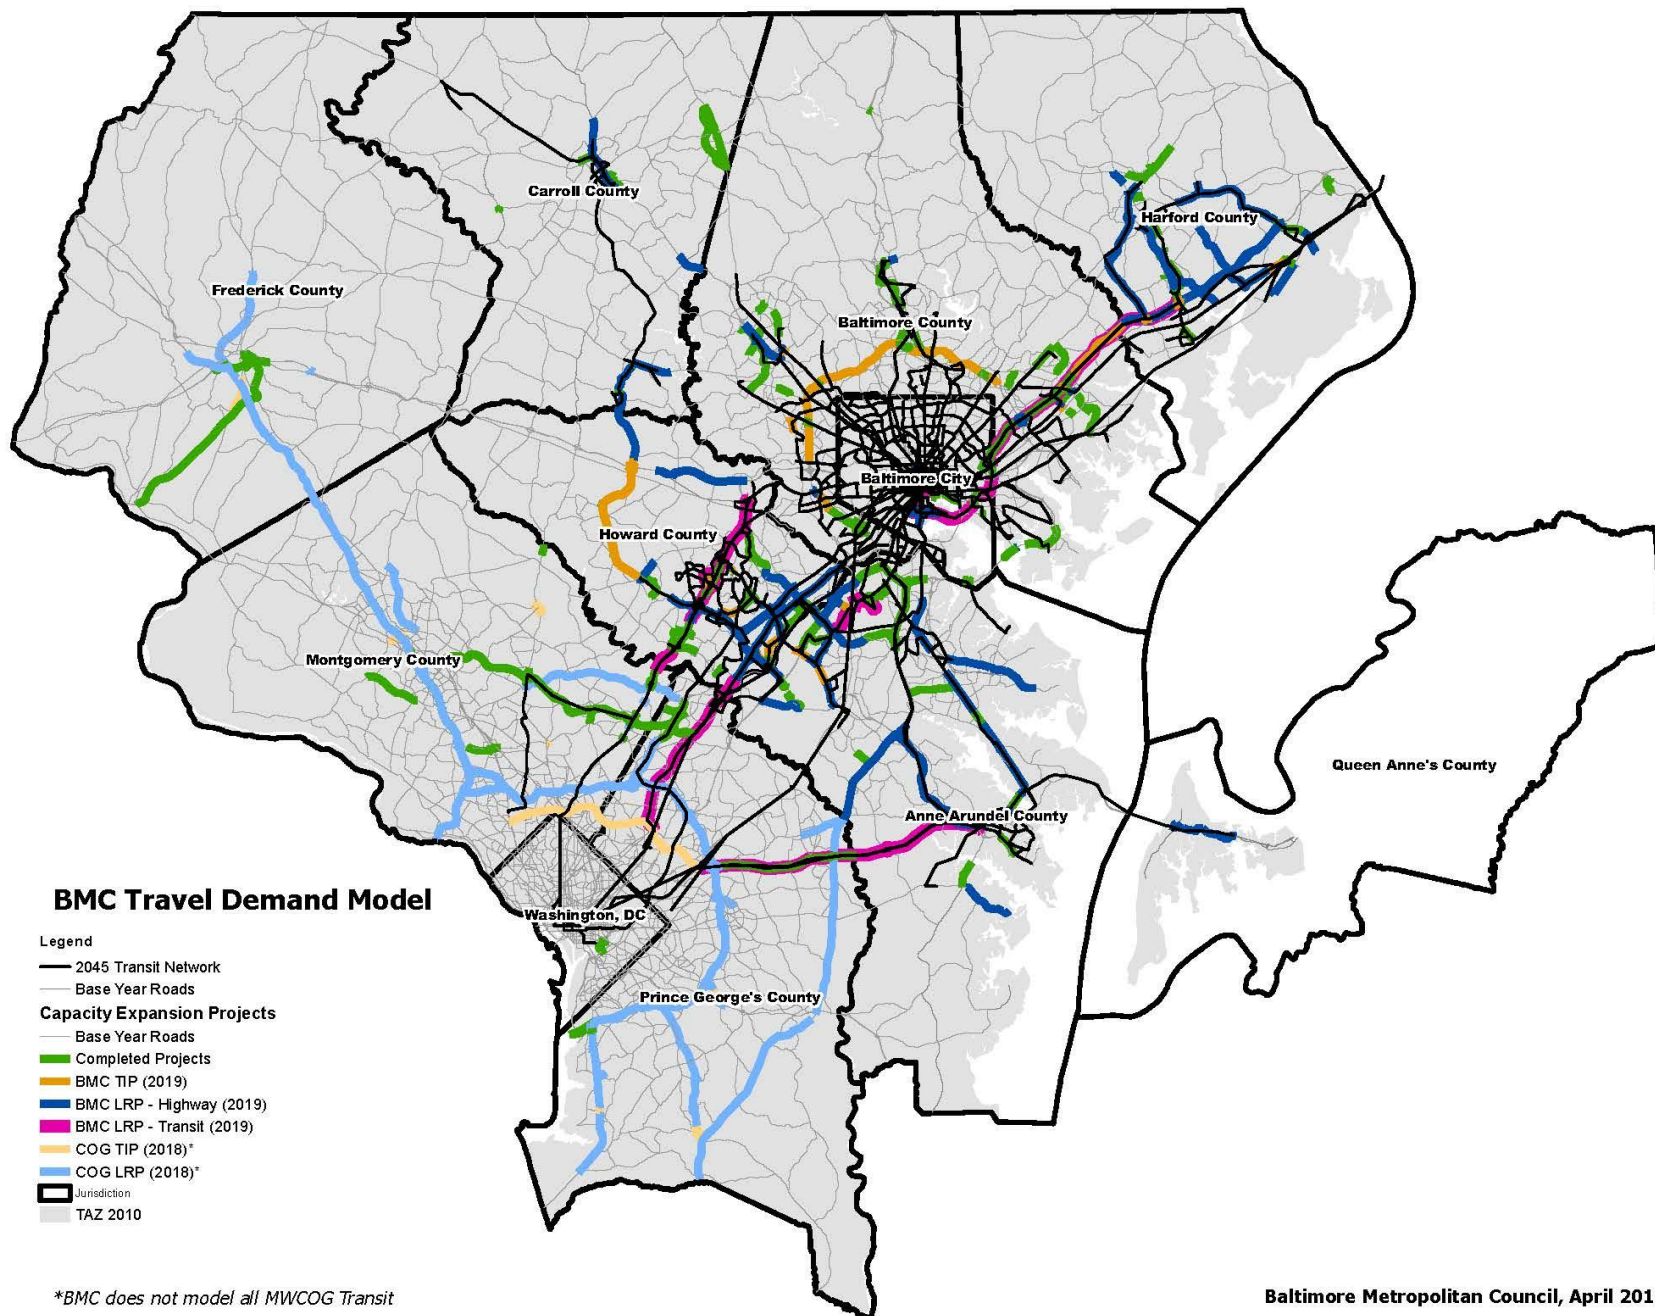 Carroll County
Harford County
Frederick County
Baltimore County
Baltimore City
Howard County
Montgomery County
Queen Anne's County
Anne Arundel County
Washington, DC
Prince George's County
BMC Travel Demand Model
Legend
2045 Transit Network
Base Year Roads
Capacity Expansion Projects
Base Year Roads
Completed Projects
BMC TIP (2019)
BMC LRP - Highway (2019)
BMC LRP - Transit (2019)
COG TIP (2018)*
COG LRP (2018)*
Jurisdiction
TAZ 2010
*BMC does not model all MWCOG Transit
Baltimore Metropolitan Council, April 201